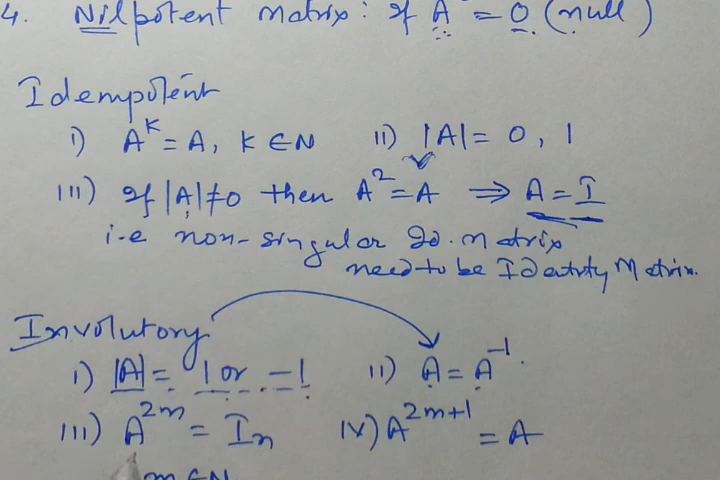 4. Nilpotent matrix: If A = 0 (null)
Idempotent
i) A^K = A, K ∈ N ii) |A| = 0, 1
iii) If |A| ≠ 0 then A² = A ⇒ A = I
i.e non-singular Id. matrix
need to be Identity Matrix.
Involutory
i) |A| = 1 or -1 ii) A = A⁻¹.
iii) A^2m = In iv) A^2m+1 = A
m ∈ N